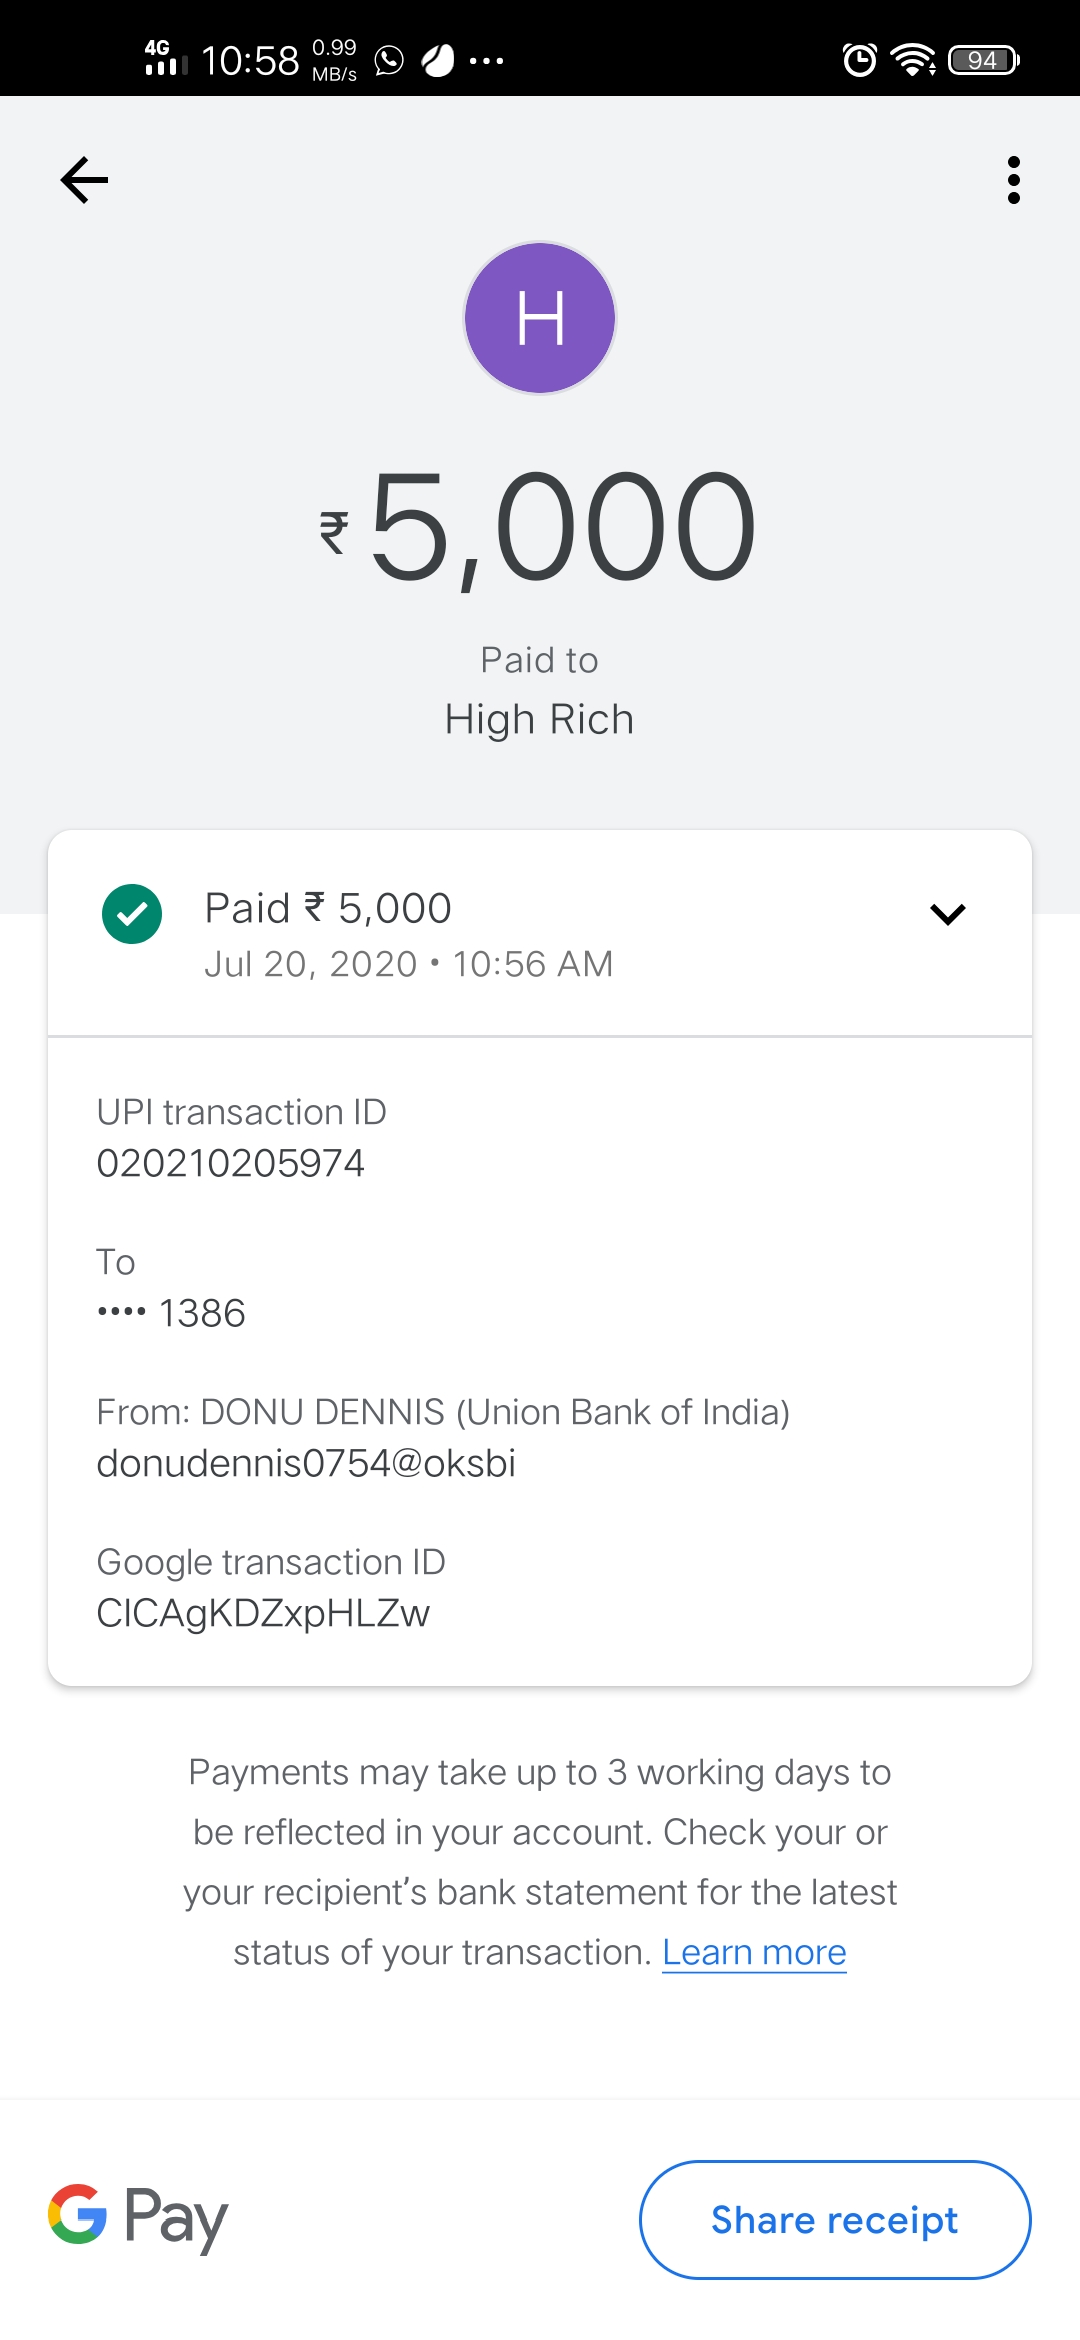 4G 10:58 0.99 MB/s 94
H
₹5,000
Paid to
High Rich
Paid ₹ 5,000
Jul 20, 2020 • 10:56 AM
UPI transaction ID
020210205974
To
•••• 1386
From: DONU DENNIS (Union Bank of India)
donudennis0754@oksbi
Google transaction ID
CICAgKDZxpHLZw
Payments may take up to 3 working days to
be reflected in your account. Check your or
your recipient’s bank statement for the latest
status of your transaction. Learn more
G Pay
Share receipt